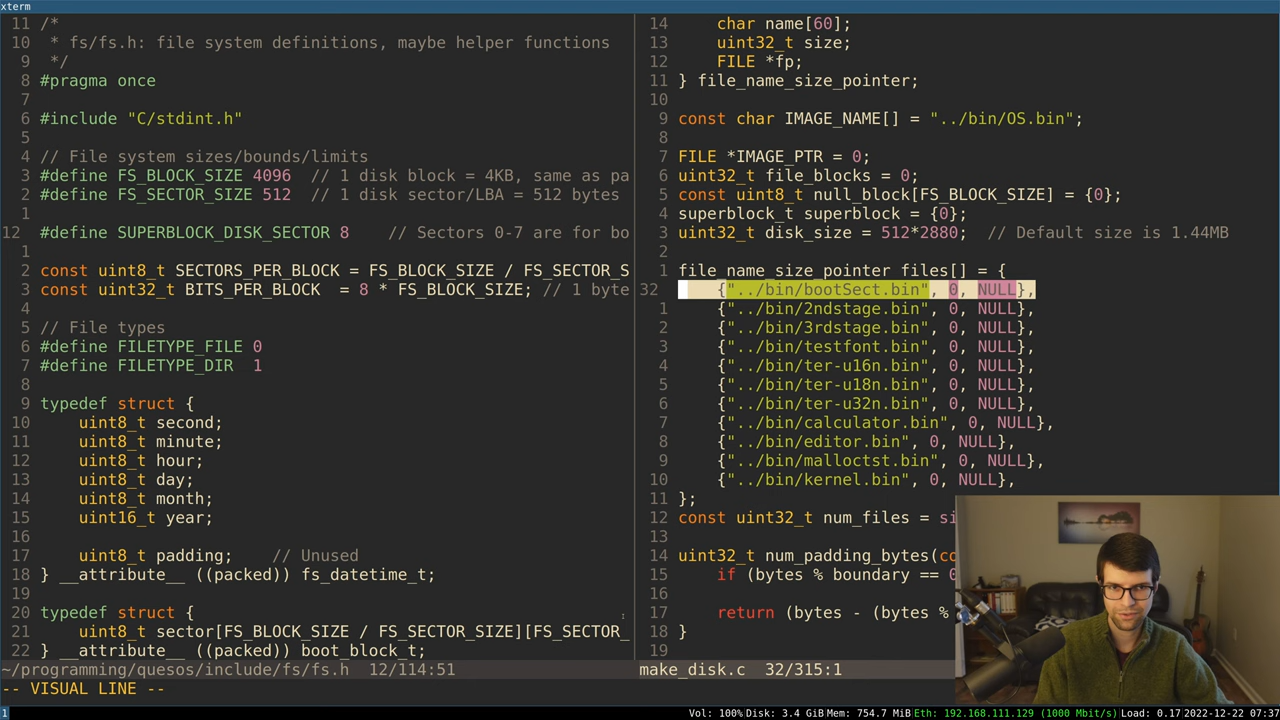 xterm
11 /*
10  * fs/fs.h: file system definitions, maybe helper functions
9  */
8 #pragma once
7
6 #include "C/stdint.h"
5
4 // File system sizes/bounds/limits
3 #define FS_BLOCK_SIZE 4096  // 1 disk block = 4KB, same as pa
2 #define FS_SECTOR_SIZE 512  // 1 disk sector/LBA = 512 bytes
1
12 #define SUPERBLOCK_DISK_SECTOR 8    // Sectors 0-7 are for bo
1
2 const uint8_t SECTORS_PER_BLOCK = FS_BLOCK_SIZE / FS_SECTOR_S
3 const uint32_t BITS_PER_BLOCK  = 8 * FS_BLOCK_SIZE; // 1 byte
4
5 // File types
6 #define FILETYPE_FILE 0
7 #define FILETYPE_DIR  1
8
9 typedef struct {
10     uint8_t second;
11     uint8_t minute;
12     uint8_t hour;
13     uint8_t day;
14     uint8_t month;
15     uint16_t year;
16
17     uint8_t padding;    // Unused
18 } __attribute__ ((packed)) fs_datetime_t;
19
20 typedef struct {
21     uint8_t sector[FS_BLOCK_SIZE / FS_SECTOR_SIZE][FS_SECTOR_
22 } __attribute__ ((packed)) boot_block_t;
~/programming/quesos/include/fs/fs.h  12/114:51
14     char name[60];
13     uint32_t size;
12     FILE *fp;
11 } file_name_size_pointer;
10
9 const char IMAGE_NAME[] = "../bin/OS.bin";
8
7 FILE *IMAGE_PTR = 0;
6 uint32_t file_blocks = 0;
5 const uint8_t null_block[FS_BLOCK_SIZE] = {0};
4 superblock_t superblock = {0};
3 uint32_t disk_size = 512*2880;  // Default size is 1.44MB
2
1 file_name_size_pointer files[] = {
32     {"../bin/bootSect.bin", 0, NULL},
1     {"../bin/2ndstage.bin", 0, NULL},
2     {"../bin/3rdstage.bin", 0, NULL},
3     {"../bin/testfont.bin", 0, NULL},
4     {"../bin/ter-u16n.bin", 0, NULL},
5     {"../bin/ter-u18n.bin", 0, NULL},
6     {"../bin/ter-u32n.bin", 0, NULL},
7     {"../bin/calculator.bin", 0, NULL},
8     {"../bin/editor.bin", 0, NULL},
9     {"../bin/malloctst.bin", 0, NULL},
10     {"../bin/kernel.bin", 0, NULL},
11 };
12 const uint32_t num_files = si
13
14 uint32_t num_padding_bytes(co
15     if (bytes % boundary == 0
16
17     return (bytes - (bytes %
18 }
19
make_disk.c  32/315:1
-- VISUAL LINE --
1 Vol: 100% Disk: 3.4 GiB Mem: 754.7 MiB Eth: 192.168.111.129 (1000 Mbit/s) Load: 0.17 2022-12-22 07:37